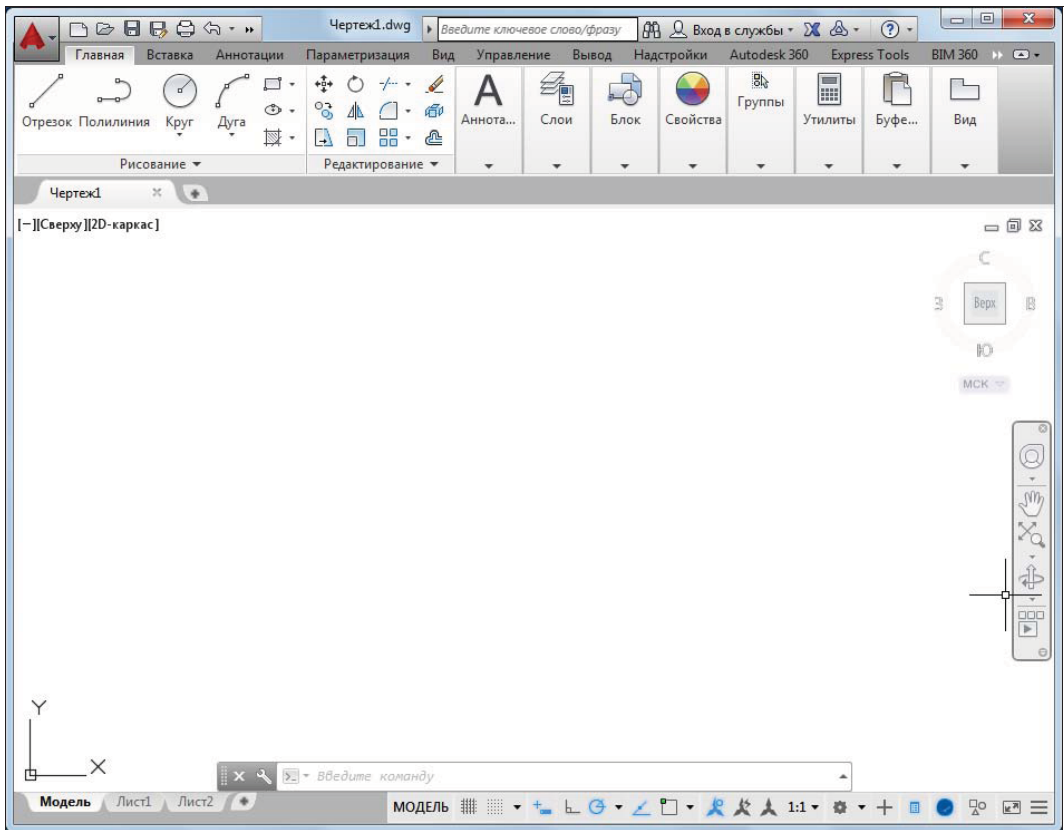 Чертеж1.dwg
Введите ключевое слово/фразу
Вход в службы
Главная Вставка Аннотации Параметризация Вид Управление Вывод Надстройки Autodesk 360 Express Tools BIM 360
Отрезок Полилиния Круг Дуга
Аннота... Слои Блок Свойства Группы Утилиты Буфе... Вид
Рисование Редактирование
Чертеж1
[−][Сверху][2D-каркас]
С
З Верх В
Ю
МСК
Y
X
Введите команду
Модель Лист1 Лист2
МОДЕЛЬ 1:1